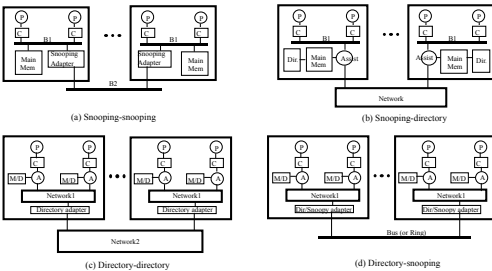 P P P P
C C C C
B1 B1
Main Mem Snooping Adapter Snooping Adapter Main Mem
B2
(a) Snooping-snooping
P P P P
C C C C
B1 B1
Dir. Main Mem Assist Assist Main Mem Dir.
Network
(b) Snooping-directory
P P P P
C C C C
M/D A M/D A M/D A M/D A
Network1 Network1
Directory adapter Directory adapter
Network2
(c) Directory-directory
P P P P
C C C C
M/D A M/D A M/D A M/D A
Network1 Network1
Dir/Snoopy adapter Dir/Snoopy adapter
Bus (or Ring)
(d) Directory-snooping